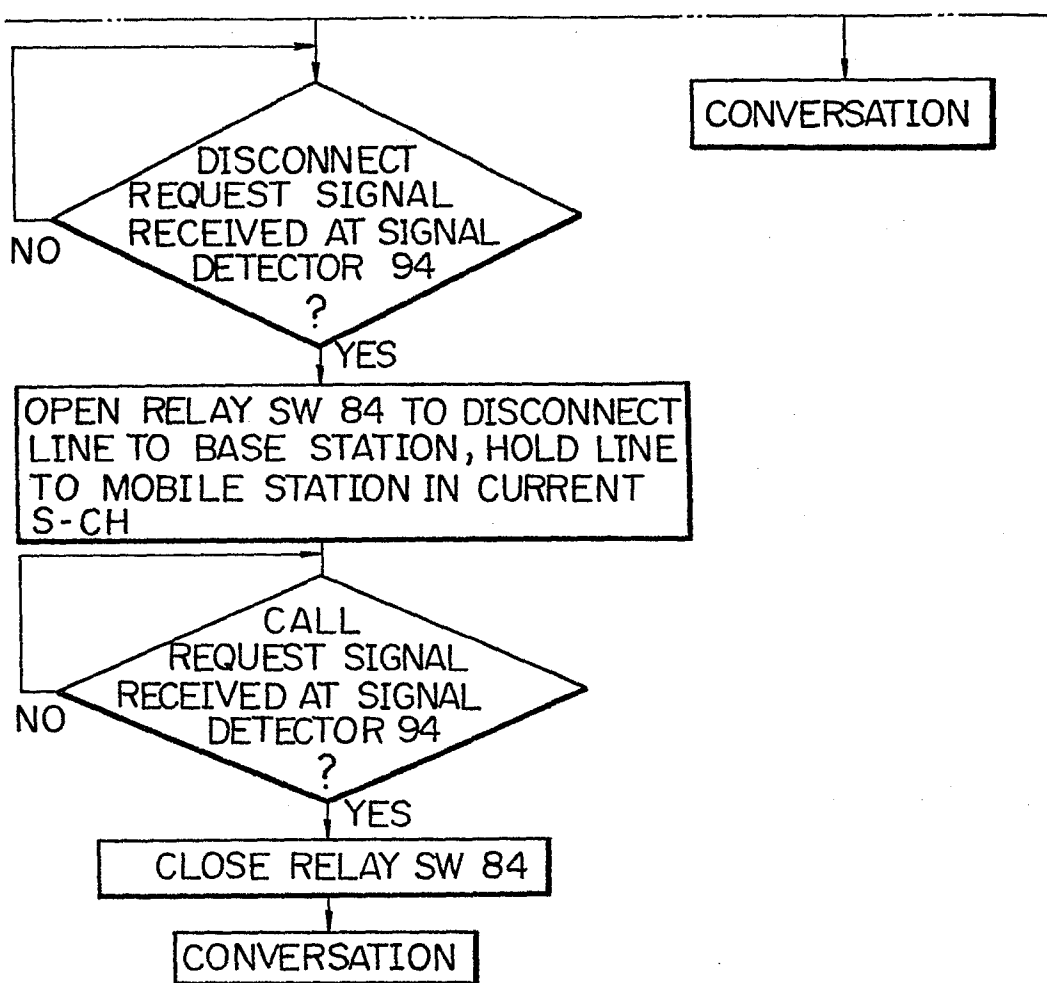 CONVERSATION
DISCONNECT
REQUEST SIGNAL
RECEIVED AT SIGNAL
DETECTOR 94
?
NO
YES
OPEN RELAY SW 84 TO DISCONNECT
LINE TO BASE STATION, HOLD LINE
TO MOBILE STATION IN CURRENT
S-CH
CALL
REQUEST SIGNAL
RECEIVED AT SIGNAL
DETECTOR 94
?
NO
YES
CLOSE RELAY SW 84
CONVERSATION